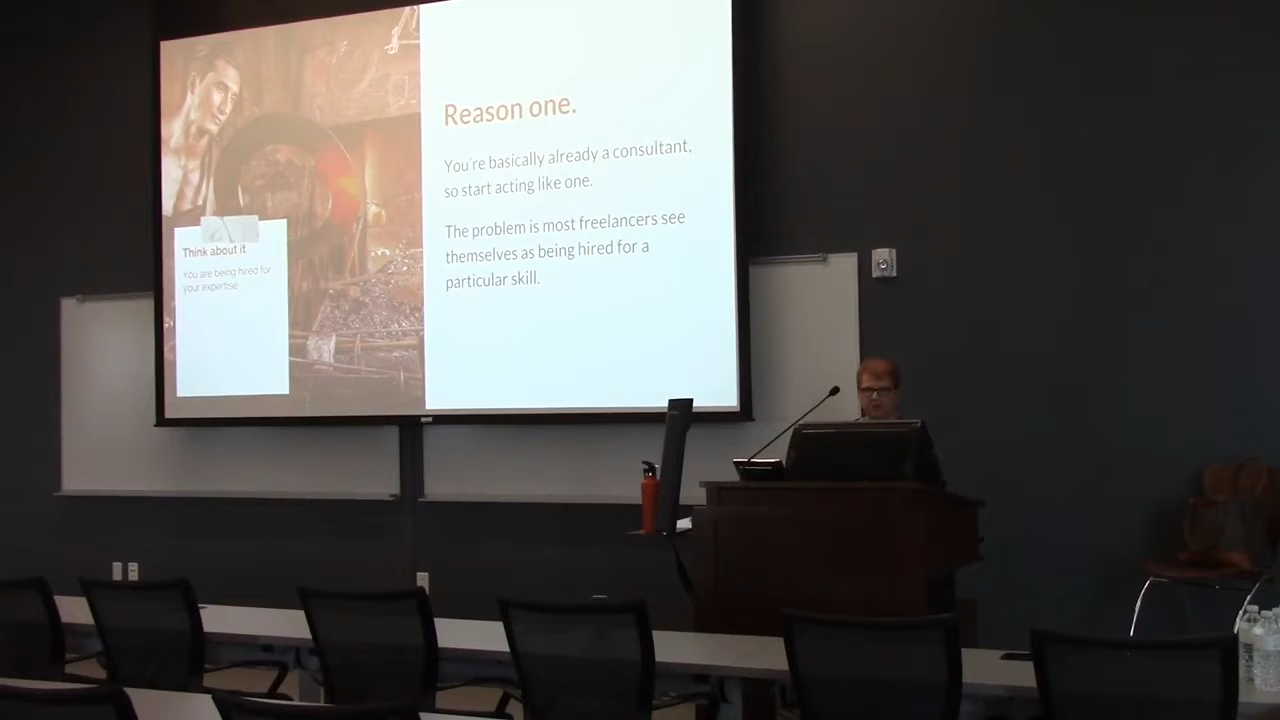 Reason one.
You're basically already a consultant,
so start acting like one.
The problem is most freelancers see
themselves as being hired for a
particular skill.
Think about it
You are being hired for
your expertise